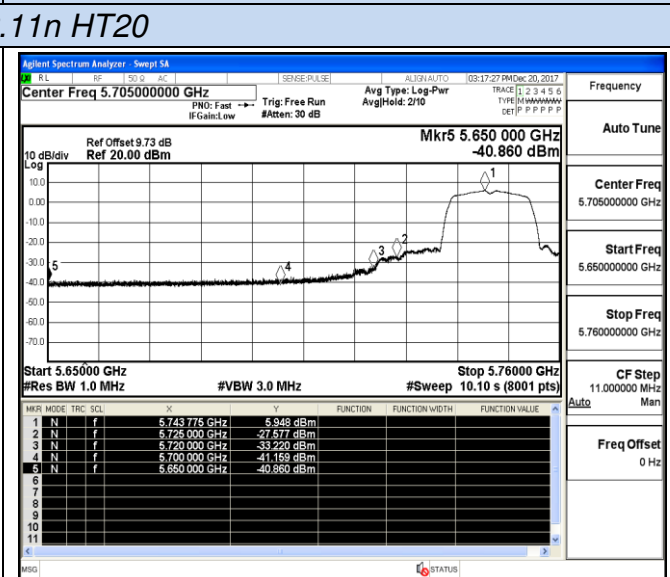 .11n HT20
Agilent Spectrum Analyzer - Swept SA
RL RF 50 Ω AC SENSE:PULSE ALIGN AUTO 03:17:27 PM Dec 20, 2017
Center Freq 5.705000000 GHz
PNO: Fast
IFGain:Low
Trig: Free Run
#Atten: 30 dB
Avg Type: Log-Pwr
Avg|Hold: 2/10
TRACE 1 2 3 4 5 6
TYPE MWWWWW
DET P P P P P P
Frequency
Auto Tune
Center Freq
5.705000000 GHz
Start Freq
5.650000000 GHz
Stop Freq
5.760000000 GHz
CF Step
11.000000 MHz
Auto Man
Freq Offset
0 Hz
Ref Offset 9.73 dB
10 dB/div Ref 20.00 dBm
Log
Mkr5 5.650 000 GHz
-40.860 dBm
10.0
0.00
-10.0
-20.0
-30.0
-40.0
-50.0
-60.0
-70.0
1
2
3
4
5
Start 5.65000 GHz Stop 5.76000 GHz
#Res BW 1.0 MHz #VBW 3.0 MHz #Sweep 10.10 s (8001 pts)
MKR MODE TRC SCL X Y FUNCTION FUNCTION WIDTH FUNCTION VALUE
1 N f 5.743 775 GHz 5.948 dBm
2 N f 5.725 000 GHz -27.577 dBm
3 N f 5.720 000 GHz -33.220 dBm
4 N f 5.700 000 GHz -41.159 dBm
5 N f 5.650 000 GHz -40.860 dBm
6
7
8
9
10
11
MSG STATUS